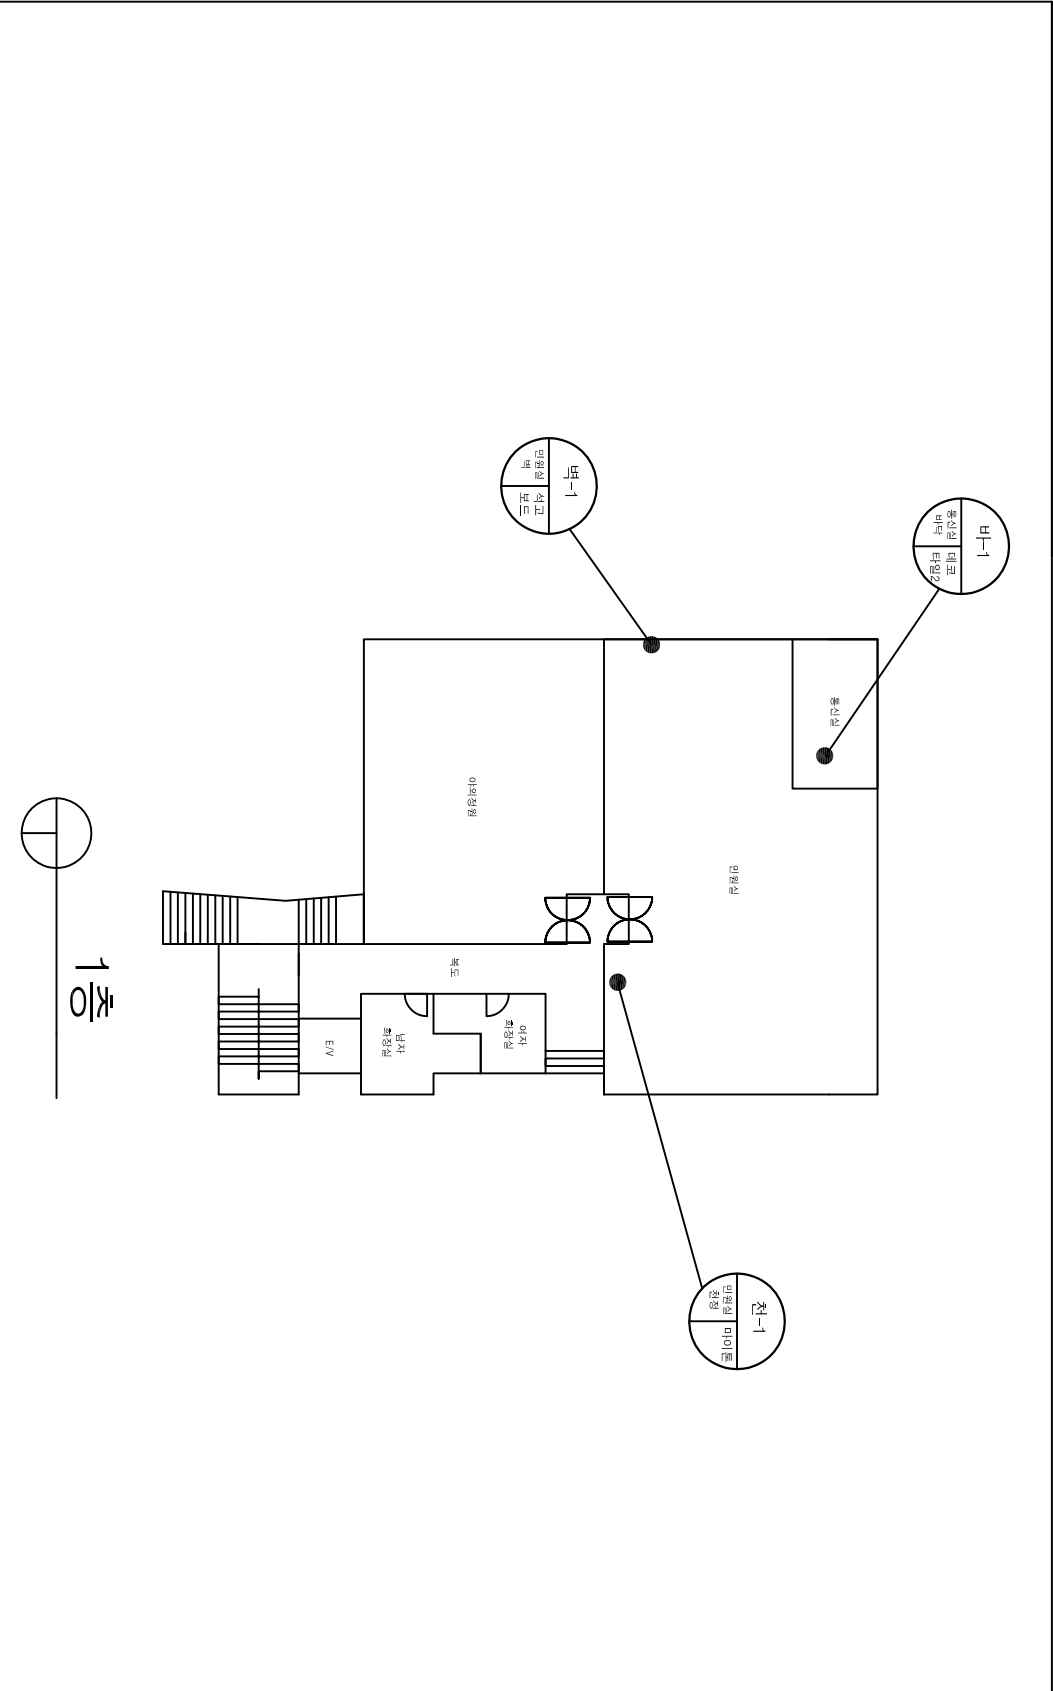 바-1
통신실
바닥
데코
타일2
벽-1
민원실
벽
석고
보드
통신실
민원실
야외정원
복도
여자
화장실
남자
화장실
E/V
천-1
민원실
천정
마이톤
1층